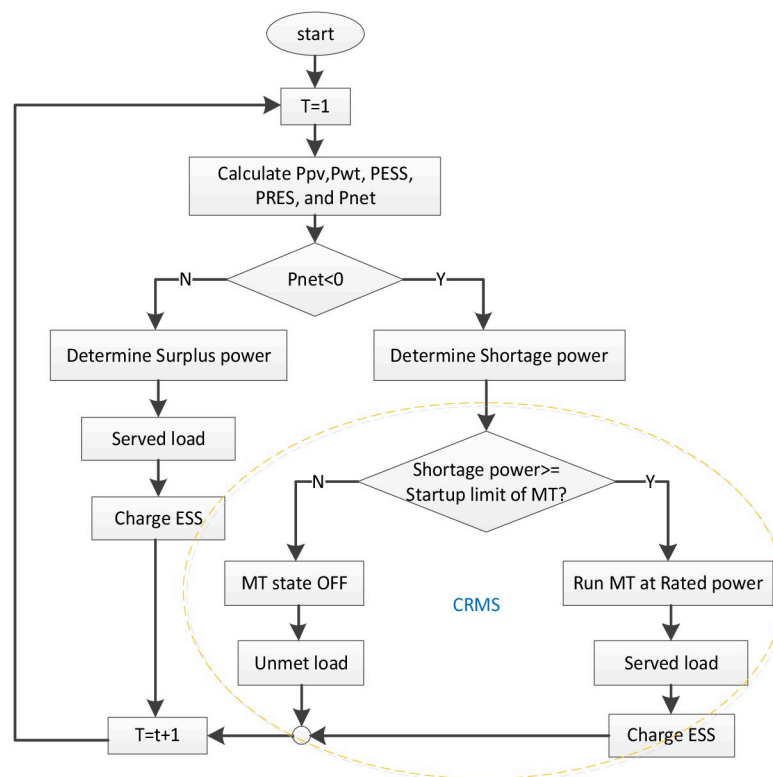 start
T=1
Calculate Ppv,Pwt, PESS,
PRES, and Pnet
N
Pnet<0
Y
Determine Surplus power
Determine Shortage power
Served load
Charge ESS
N
Shortage power>=
Startup limit of MT?
Y
MT state OFF
CRMS
Run MT at Rated power
Unmet load
Served load
T=t+1
Charge ESS